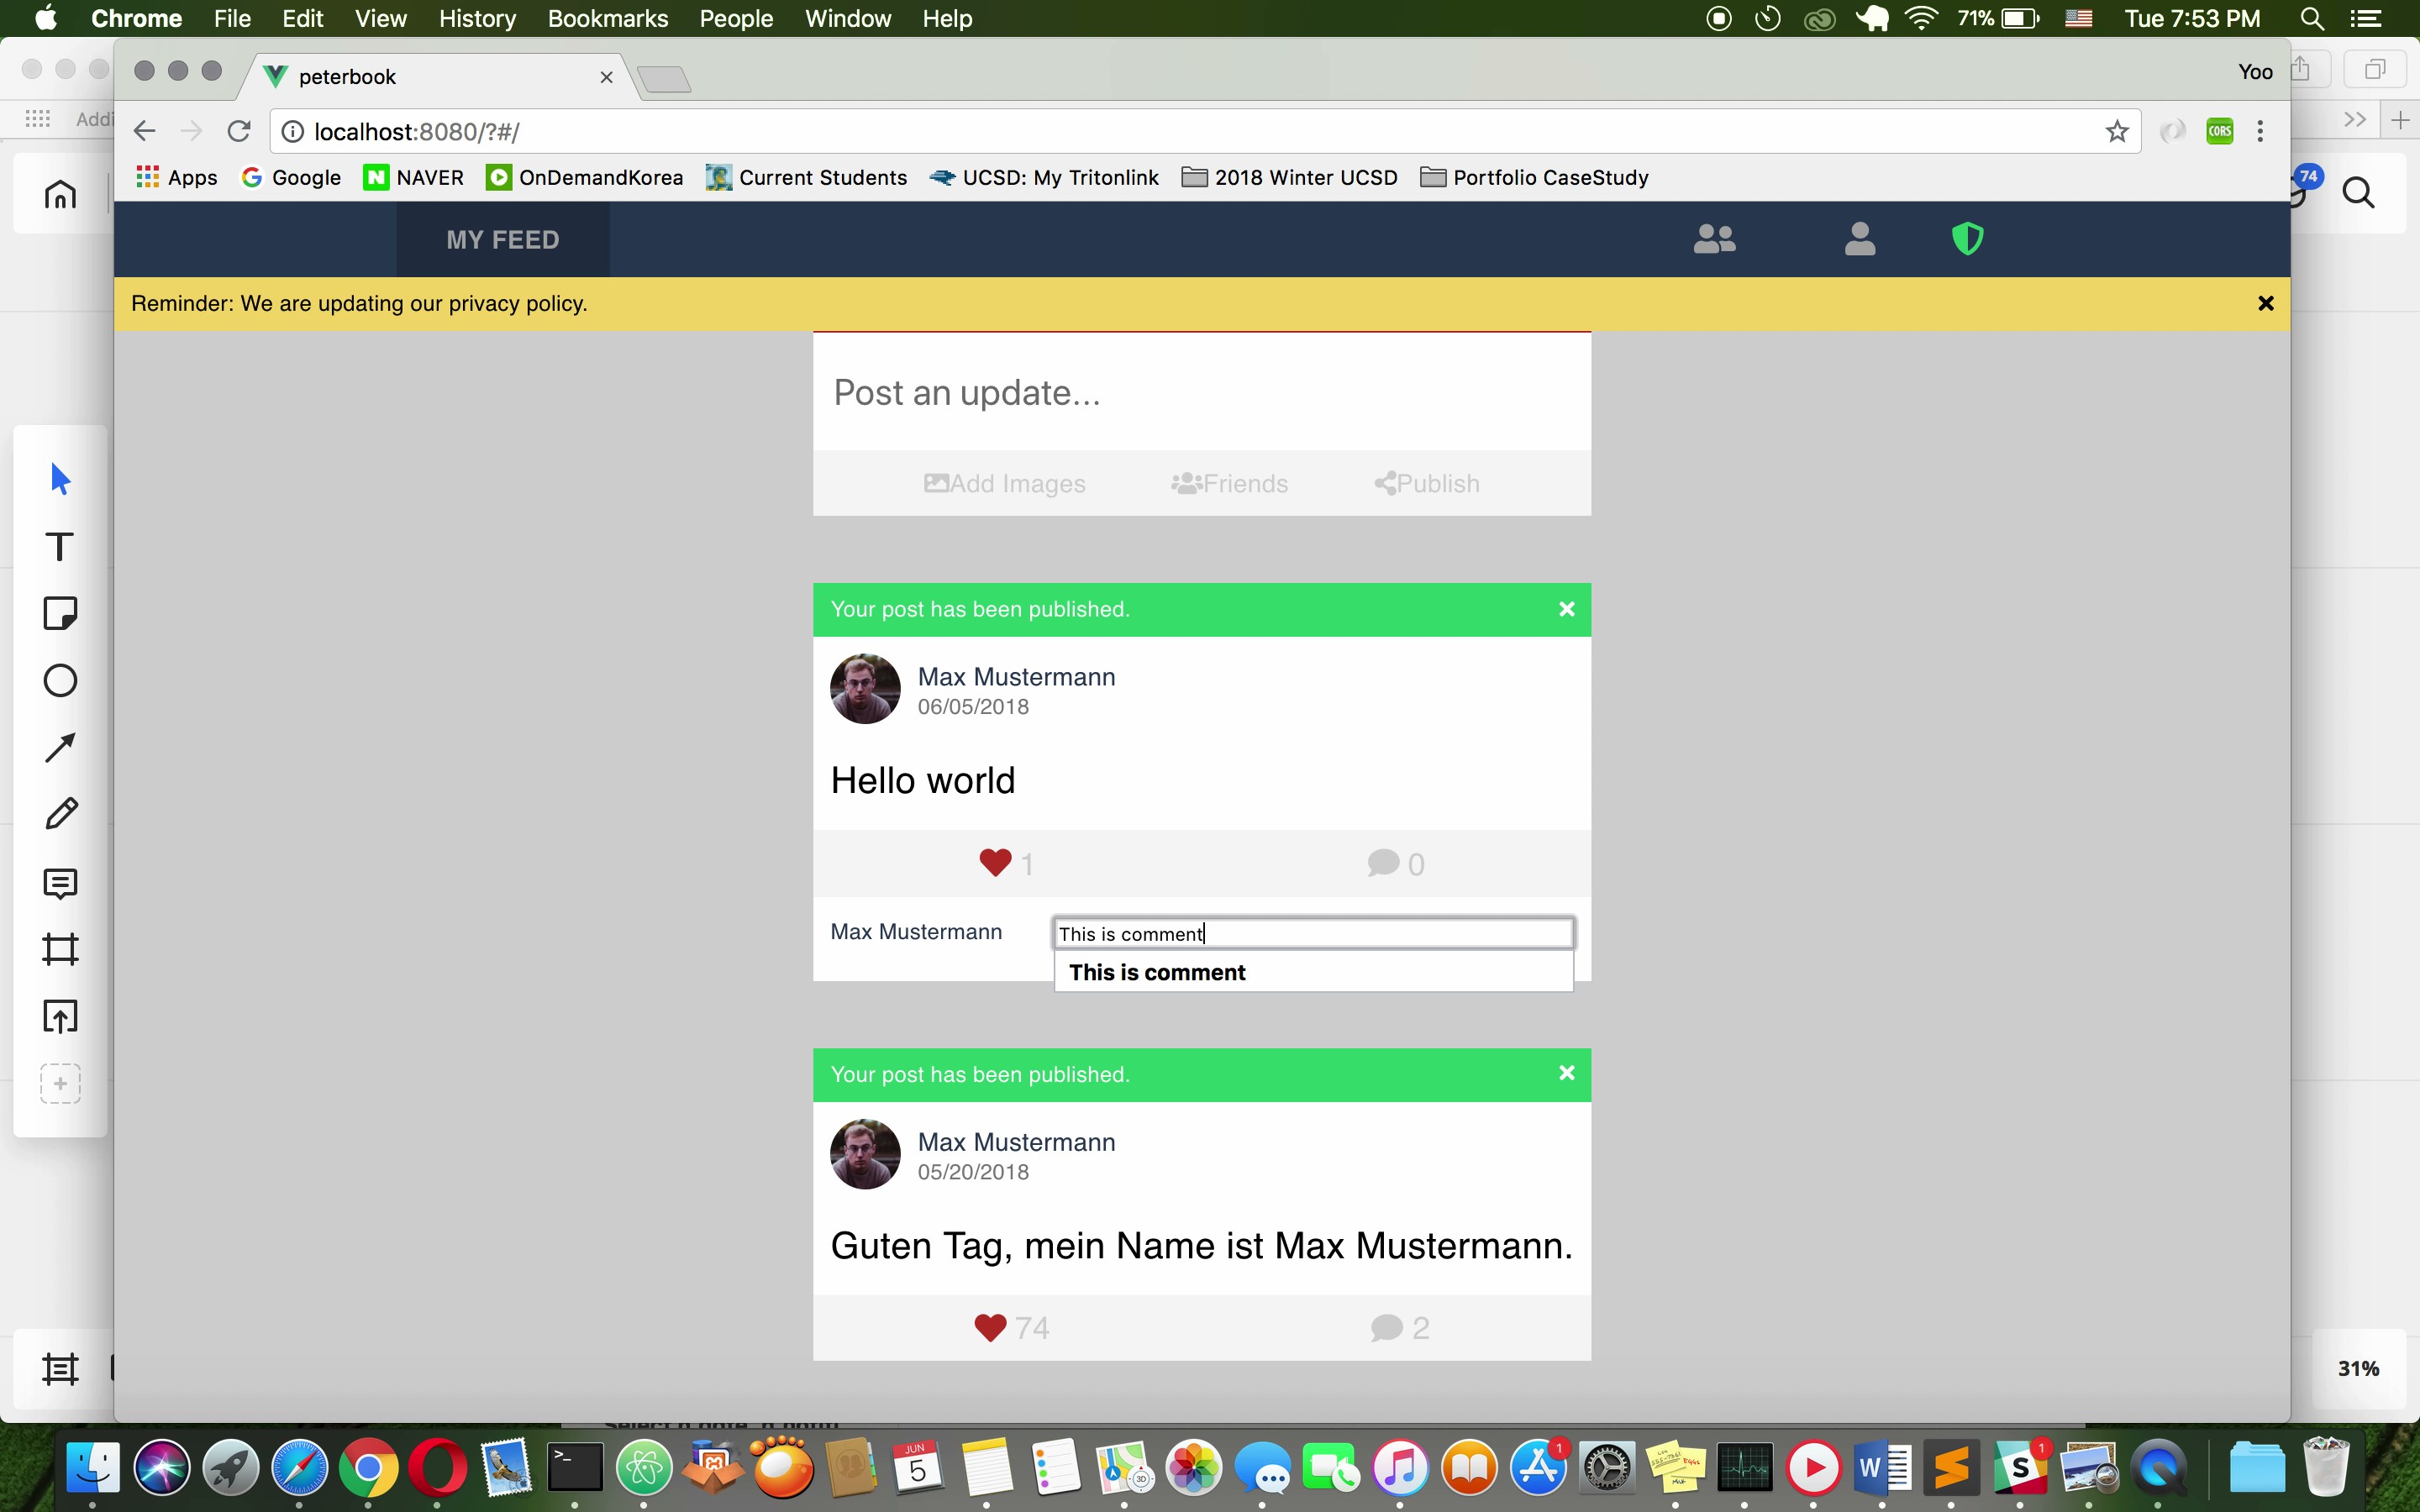 Chrome File Edit View History Bookmarks People Window Help 71% Tue 7:53 PM
peterbook
Yoo
Addi
localhost:8080/?#/
CORS
Apps Google N NAVER OnDemandKorea Current Students UCSD: My Tritonlink 2018 Winter UCSD Portfolio CaseStudy
74
MY FEED
Reminder: We are updating our privacy policy.
Post an update...
Add Images Friends Publish
T
Your post has been published.
Max Mustermann
06/05/2018
Hello world
1 0
Max Mustermann This is comment
This is comment
Your post has been published.
Max Mustermann
05/20/2018
Guten Tag, mein Name ist Max Mustermann.
74 2
31%
JUN
5
3D
1
W
S
1